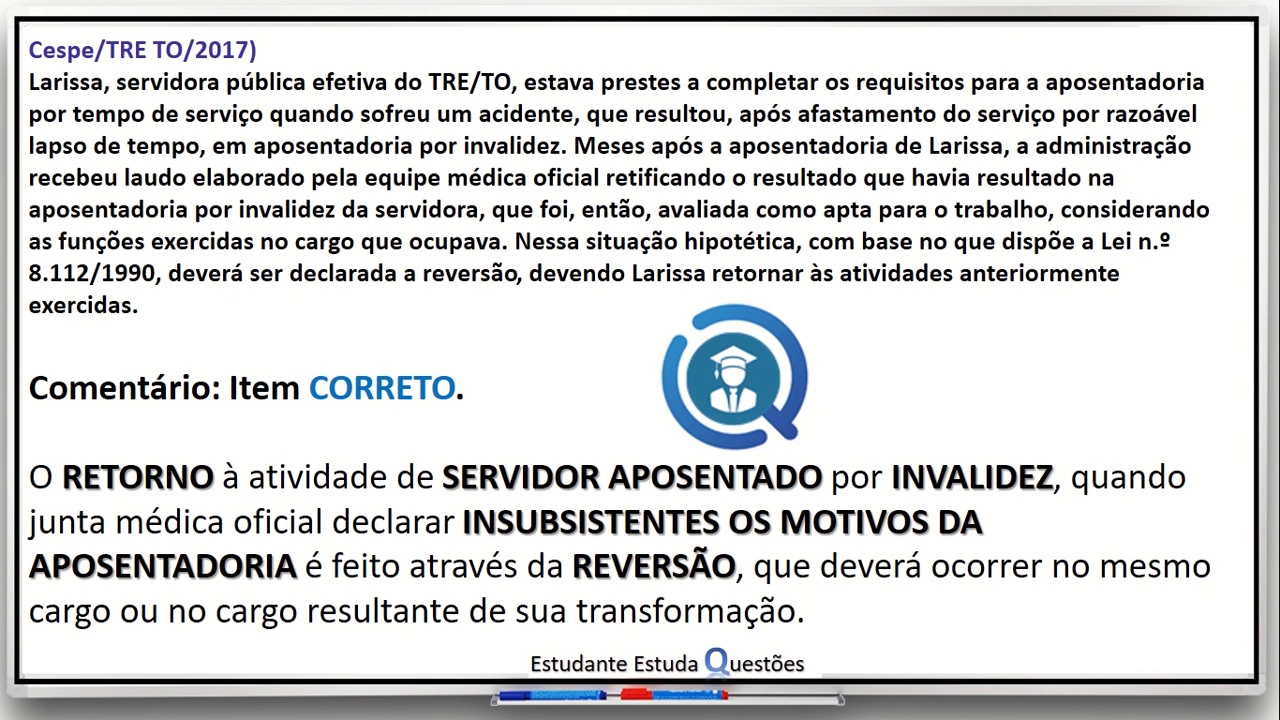 Cespe/TRE TO/2017)
Larissa, servidora pública efetiva do TRE/TO, estava prestes a completar os requisitos para a aposentadoria
por tempo de serviço quando sofreu um acidente, que resultou, após afastamento do serviço por razoável
lapso de tempo, em aposentadoria por invalidez. Meses após a aposentadoria de Larissa, a administração
recebeu laudo elaborado pela equipe médica oficial retificando o resultado que havia resultado na
aposentadoria por invalidez da servidora, que foi, então, avaliada como apta para o trabalho, considerando
as funções exercidas no cargo que ocupava. Nessa situação hipotética, com base no que dispõe a Lei n.º
8.112/1990, deverá ser declarada a reversão, devendo Larissa retornar às atividades anteriormente
exercidas.
Comentário: Item CORRETO.
O RETORNO à atividade de SERVIDOR APOSENTADO por INVALIDEZ, quando
junta médica oficial declarar INSUBSISTENTES OS MOTIVOS DA
APOSENTADORIA é feito através da REVERSÃO, que deverá ocorrer no mesmo
cargo ou no cargo resultante de sua transformação.
Estudante Estuda Questões